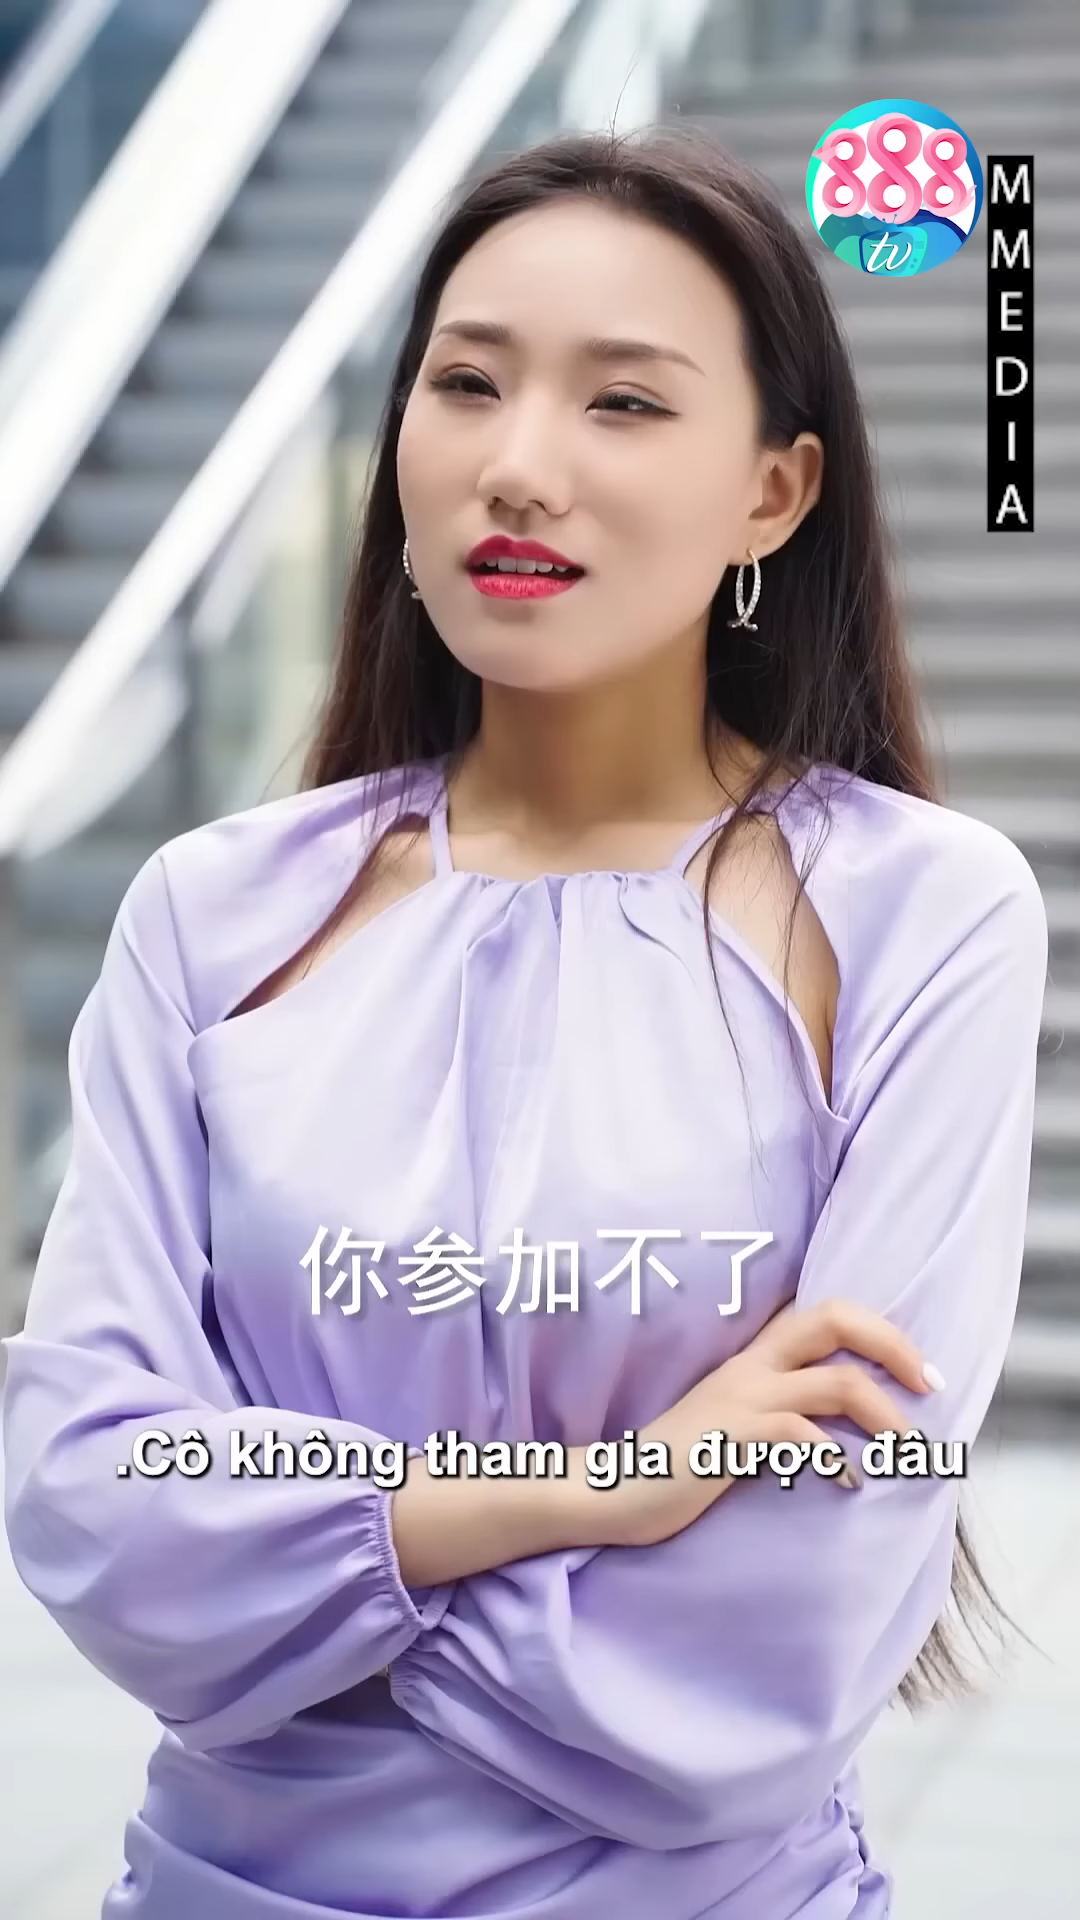 888
tv
MMEDIA
你参加不了
.Cô không tham gia được đâu